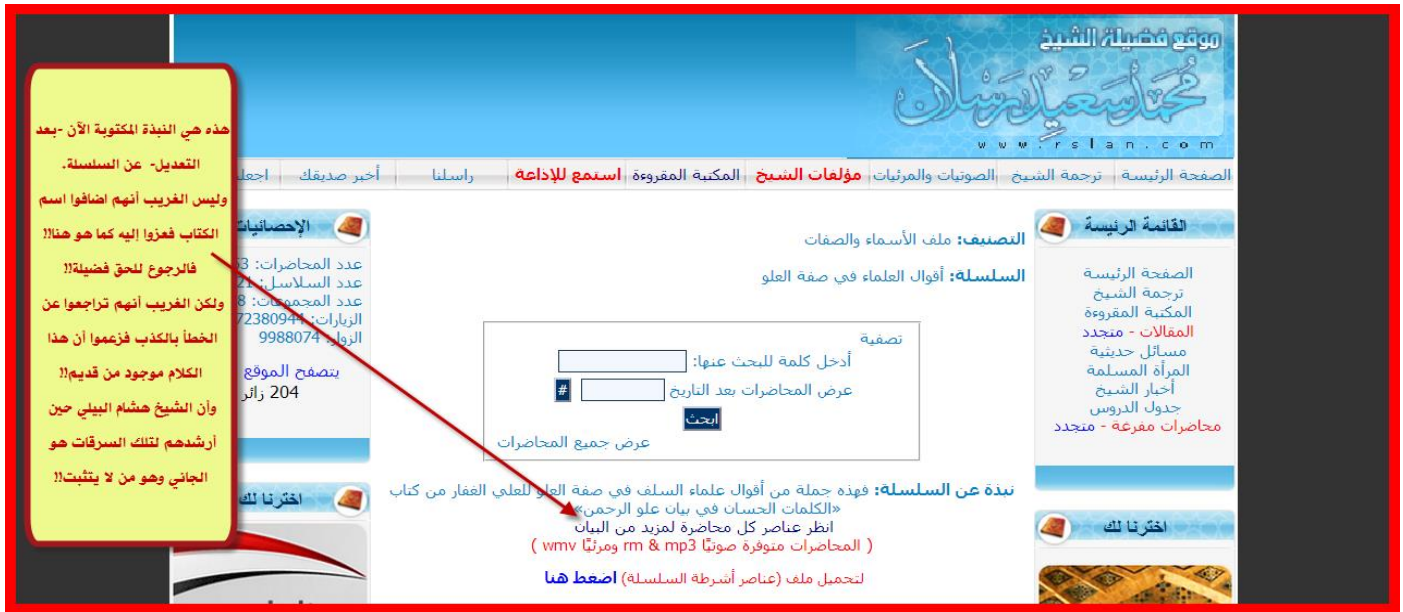 موقع فضيلة الشيخ
محمد سعيد رسلان
www.rslan.com
الصفحة الرئيسة
ترجمة الشيخ
الصوتيات والمرئيات
مؤلفات الشيخ
المكتبة المقروءة
استمع للإذاعة
راسلنا
أخبر صديقك
القائمة الرئيسة
الصفحة الرئيسة
ترجمة الشيخ
المكتبة المقروءة
المقالات - متجدد
مسائل حديثية
المرأة المسلمة
أخبار الشيخ
جدول الدروس
محاضرات مفرغة - متجدد
اخترنا لك
التصنيف: ملف الأسماء والصفات
السلسلة: أقوال العلماء في صفة العلو
تصفية
أدخل كلمة للبحث عنها:
عرض المحاضرات بعد التاريخ #
ابحث
عرض جميع المحاضرات
نبذة عن السلسلة: فهذه جملة من أقوال علماء السلف في صفة العلو للعلي الغفار من كتاب
«الكلمات الحسان في بيان علو الرحمن»
انظر عناصر كل محاضرة لمزيد من البيان
( المحاضرات متوفرة صوتيًا rm & mp3 ومرئيًا wmv )
لتحميل ملف (عناصر أشرطة السلسلة) اضغط هنا
الإحصائيات
عدد المحاضرات:
عدد السلاسل:
عدد المجموعات:
الزيارات: 72380944
الزوار: 9988074
يتصفح الموقع
204 زائر
اخترنا لك
هذه هي النبذة المكتوبة الآن -بعد
التعديل- عن السلسلة.
وليس الغريب أنهم اضافوا اسم
الكتاب فعزوا إليه كما هو هنا!!
فالرجوع للحق فضيلة!!
ولكن الغريب أنهم تراجعوا عن
الخطأ بالكذب فزعموا أن هذا
الكلام موجود من قديم!!
وأن الشيخ هشام البيلي حين
أرشدهم لتلك السرقات هو
الجاني وهو من لا يتثبت!!